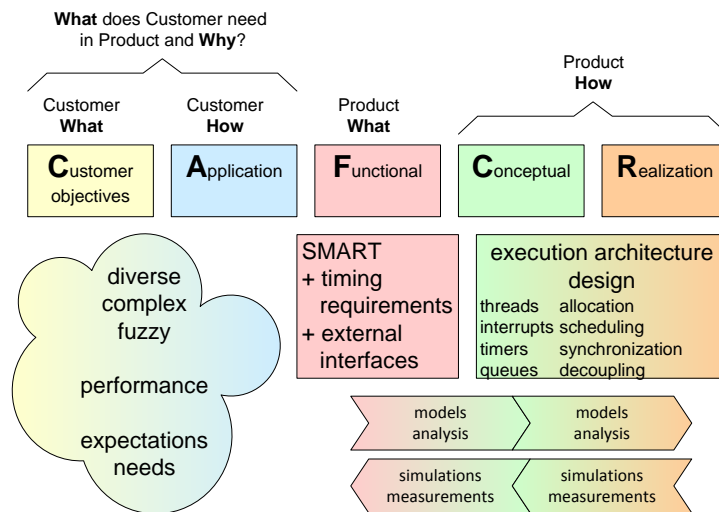 What does Customer need
in Product and Why?
Product
How
Customer
What
Customer
How
Product
What
Customer
objectives
Application
Functional
Conceptual
Realization
diverse
complex
fuzzy
performance
expectations
needs
SMART
+ timing
requirements
+ external
interfaces
execution architecture
design
threads allocation
interrupts scheduling
timers synchronization
queues decoupling
models
analysis
models
analysis
simulations
measurements
simulations
measurements